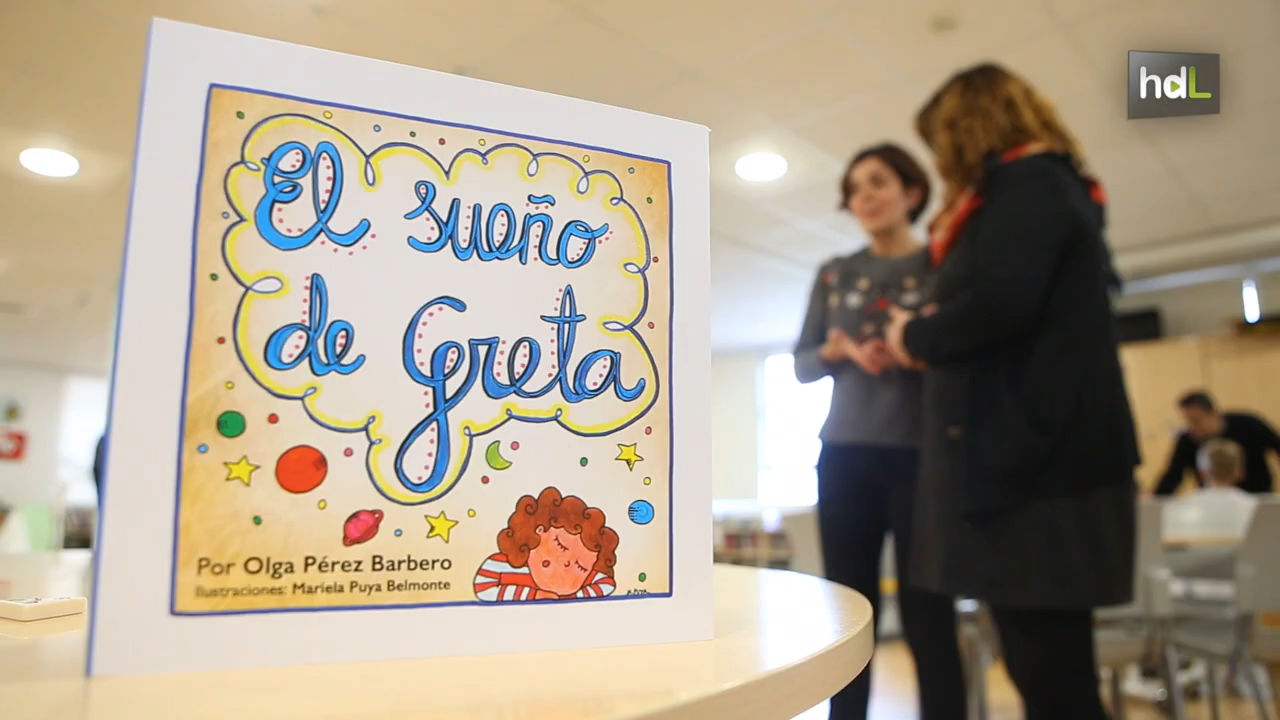 hdL
El sueño
de Greta
Por Olga Pérez Barbero
Ilustraciones: Mariela Puya Belmonte